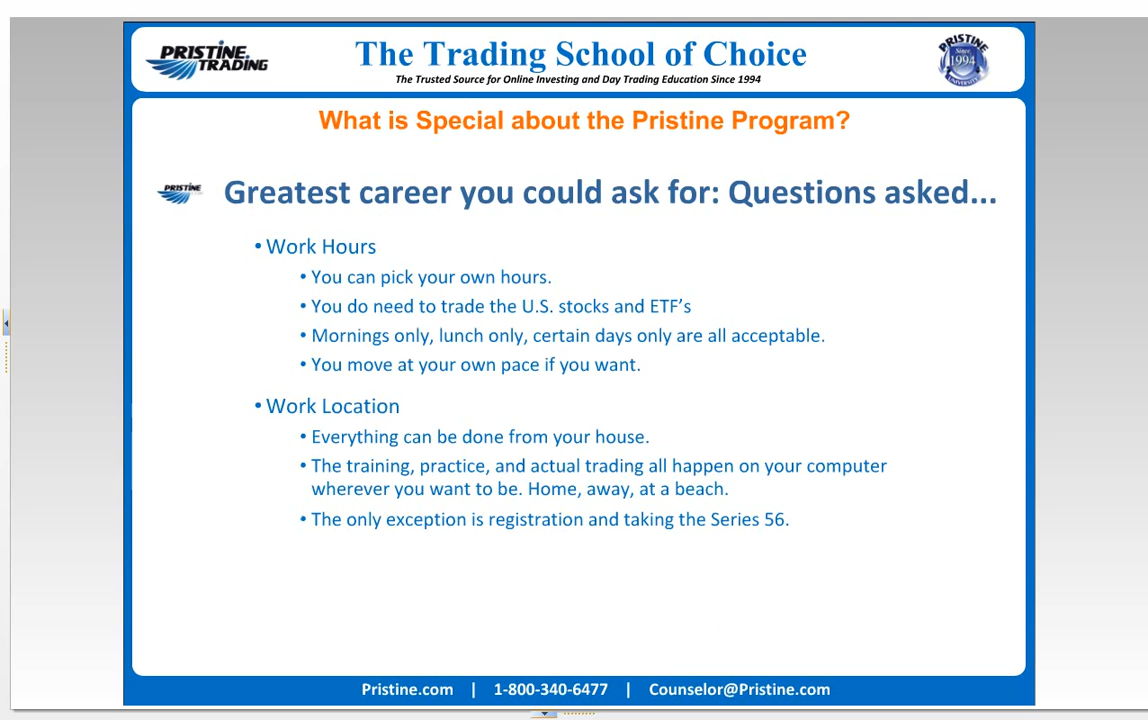 PRISTINE
TRADING
The Trading School of Choice
The Trusted Source for Online Investing and Day Trading Education Since 1994
PRISTINE
Since
1994
UNIVERSITY
What is Special about the Pristine Program?
PRISTINE
Greatest career you could ask for: Questions asked...
• Work Hours
• You can pick your own hours.
• You do need to trade the U.S. stocks and ETF’s
• Mornings only, lunch only, certain days only are all acceptable.
• You move at your own pace if you want.
• Work Location
• Everything can be done from your house.
• The training, practice, and actual trading all happen on your computer
wherever you want to be. Home, away, at a beach.
• The only exception is registration and taking the Series 56.
Pristine.com | 1-800-340-6477 | Counselor@Pristine.com